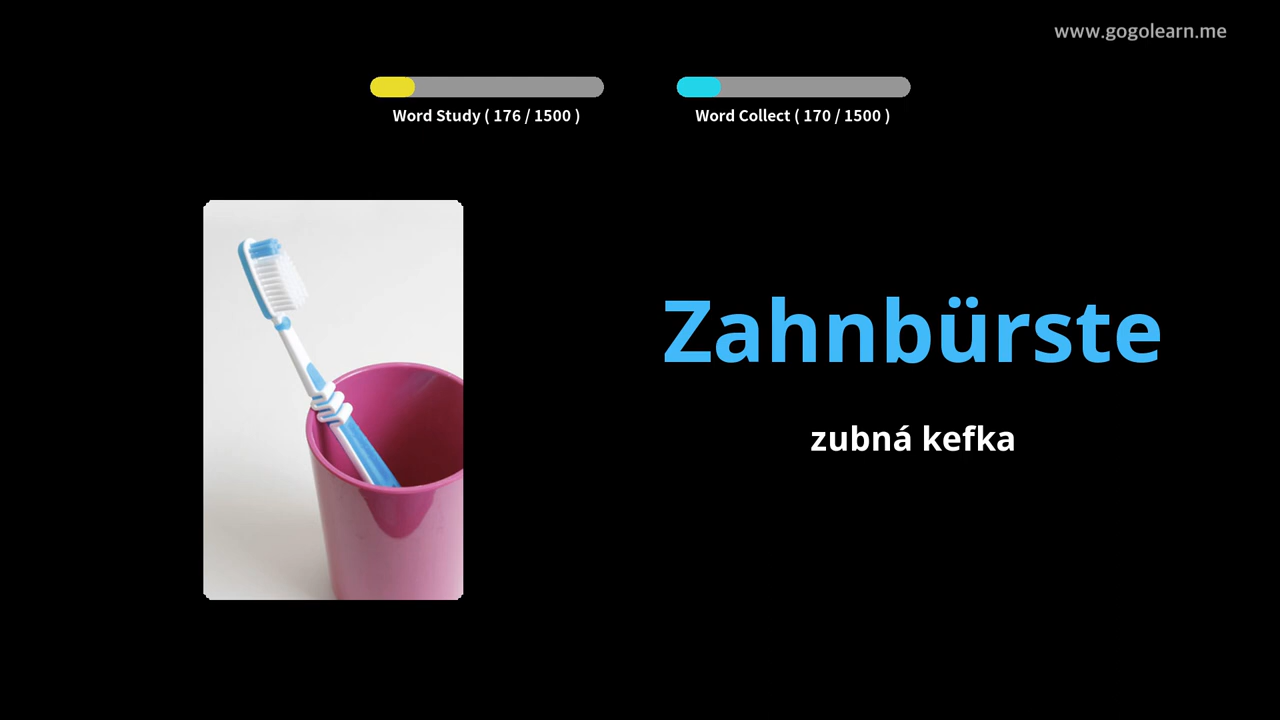 www.gogolearn.me
Word Study ( 176 / 1500 )
Word Collect ( 170 / 1500 )
Zahnbürste
zubná kefka